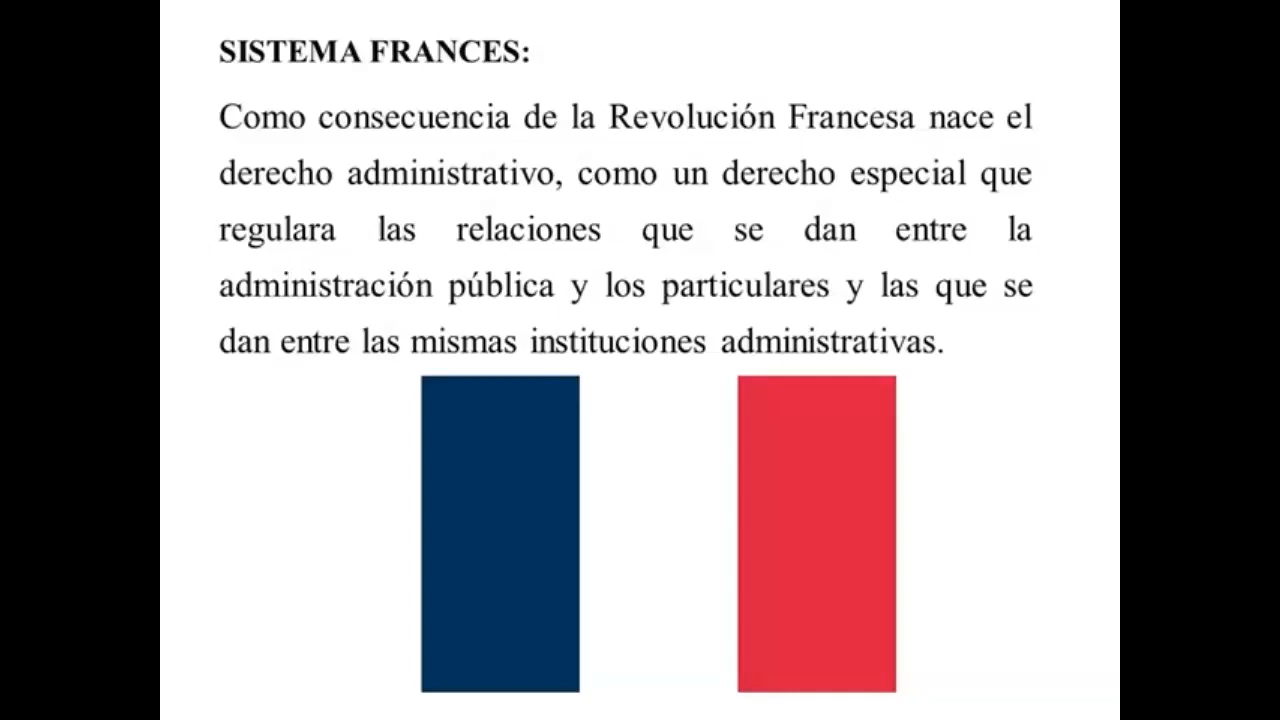 SISTEMA FRANCES:
Como consecuencia de la Revolución Francesa nace el
derecho administrativo, como un derecho especial que
regulara las relaciones que se dan entre la
administración pública y los particulares y las que se
dan entre las mismas instituciones administrativas.